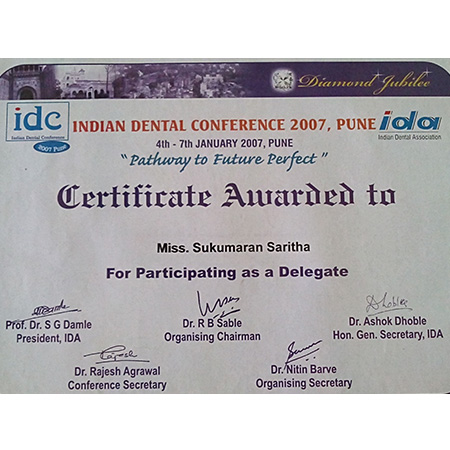 Diamond Jubilee
idc
Indian Dental Conference
2007 Pune
INDIAN DENTAL CONFERENCE 2007, PUNE
ida
Indian Dental Association
4th - 7th JANUARY 2007, PUNE
"Pathway to Future Perfect"
Certificate Awarded to
Miss. Sukumaran Saritha
For Participating as a Delegate
Prof. Dr. S G Damle
President, IDA
Dr. R B Sable
Organising Chairman
Dhoble
Dr. Ashok Dhoble
Hon. Gen. Secretary, IDA
Rajesh
Dr. Rajesh Agrawal
Conference Secretary
Dr. Nitin Barve
Organising Secretary